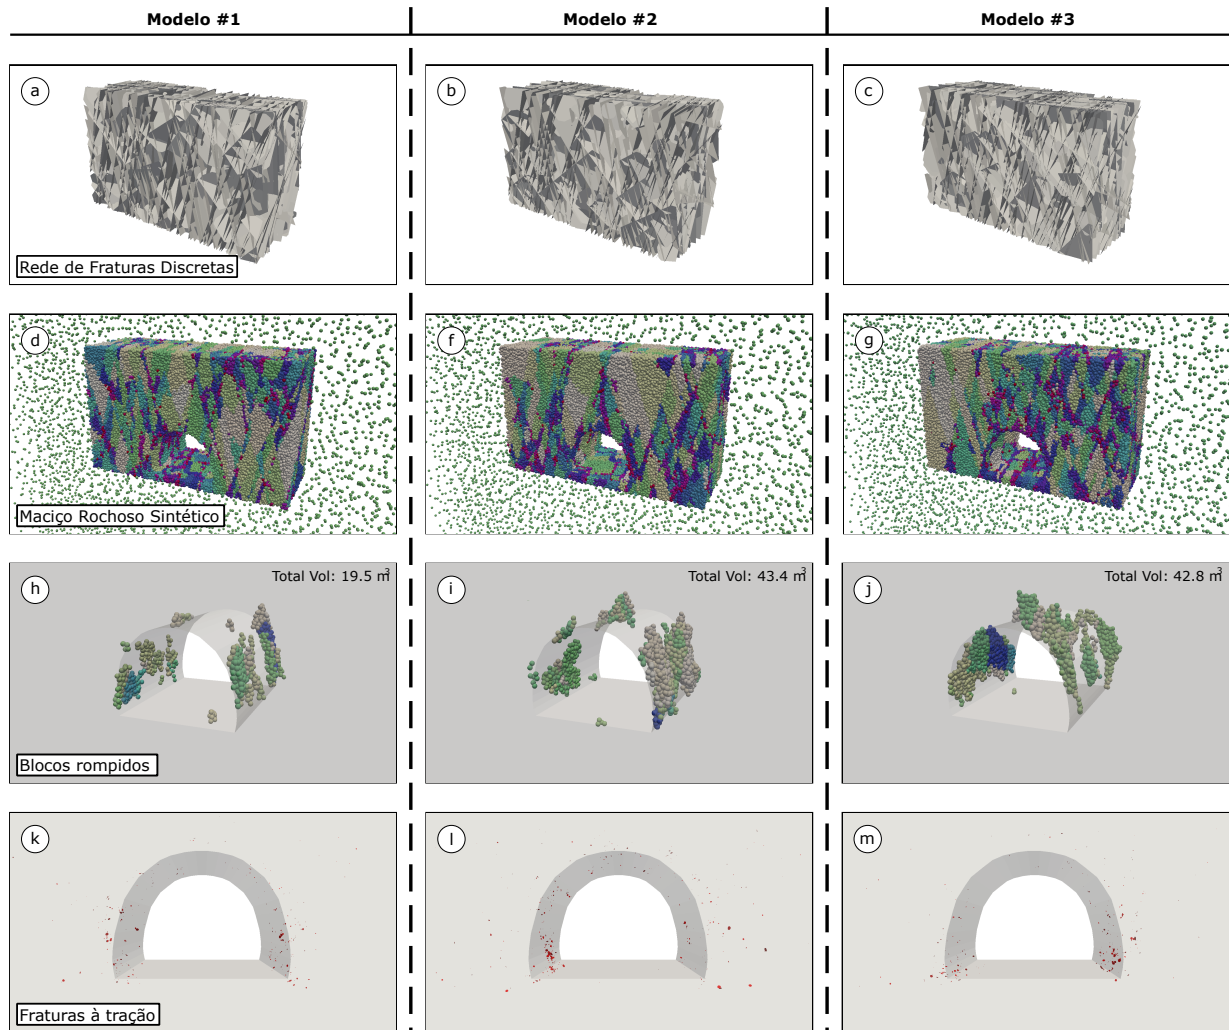 Modelo #1
Modelo #2
Modelo #3
a
b
c
Rede de Fraturas Discretas
d
f
g
Maciço Rochoso Sintético
h
Total Vol: 19.5 m³
i
Total Vol: 43.4 m³
j
Total Vol: 42.8 m³
Blocos rompidos
k
l
m
Fraturas à tração